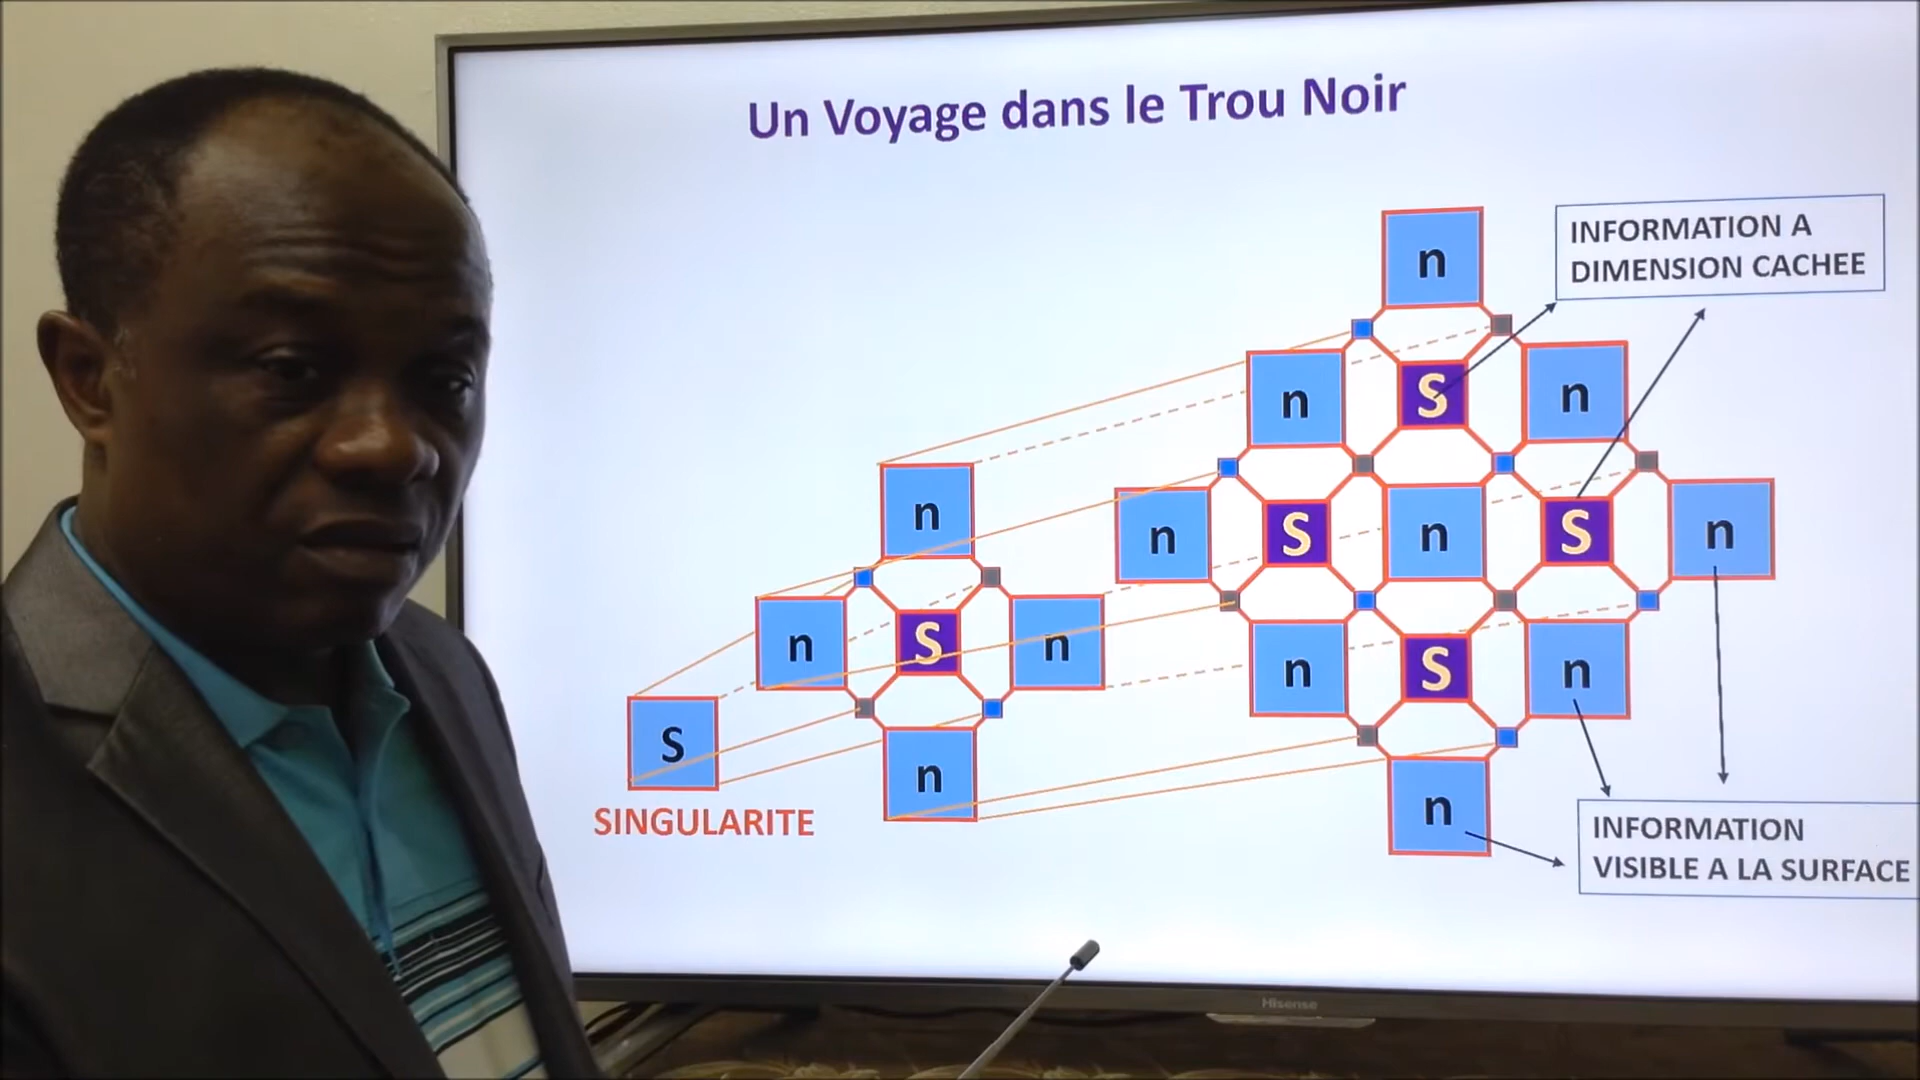 Un Voyage dans le Trou Noir
INFORMATION A
DIMENSION CACHEE
n
n
S
n
n
n
S
n
S
n
n
S
n
n
S
n
S
n
n
SINGULARITE
n
INFORMATION
VISIBLE A LA SURFACE
Hisense